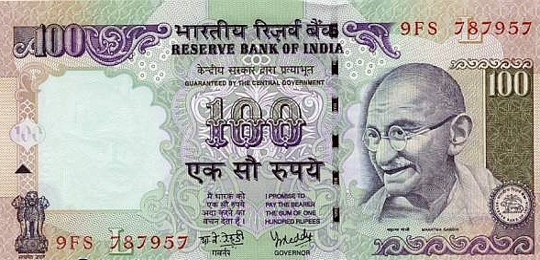 100
भारतीय रिज़र्व बैंक
RESERVE BANK OF INDIA
9FS 787957
केन्द्रीय सरकार द्वारा प्रत्याभूत
GUARANTEED BY THE CENTRAL GOVERNMENT
100
100
100
एक सौ रुपये
मैं धारक को
एक सौ रुपये
अदा करने का
वचन देता हूँ।
I PROMISE TO
PAY THE BEARER
THE SUM OF ONE
HUNDRED RUPEES
गवर्नर
GOVERNOR
महात्मा गांधी
MAHATMA GANDHI
9FS 787957
L